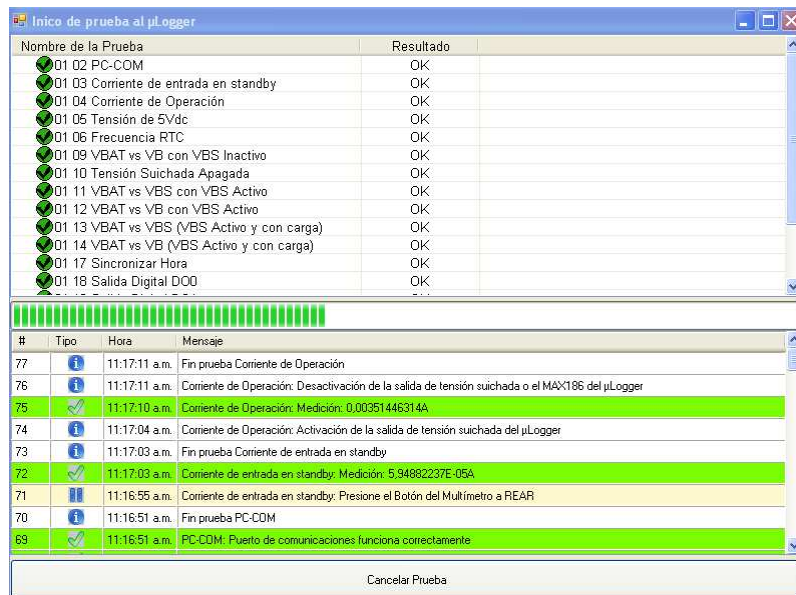 Inico de prueba al µLogger
Nombre de la Prueba Resultado
01 02 PC-COM OK
01 03 Corriente de entrada en standby OK
01 04 Corriente de Operación OK
01 05 Tensión de 5Vdc OK
01 06 Frecuencia RTC OK
01 09 VBAT vs VB con VBS Inactivo OK
01 10 Tensión Suichada Apagada OK
01 11 VBAT vs VBS con VBS Activo OK
01 12 VBAT vs VB con VBS Activo OK
01 13 VBAT vs VBS (VBS Activo y con carga) OK
01 14 VBAT vs VB (VBS Activo y con carga) OK
01 17 Sincronizar Hora OK
01 18 Salida Digital DO0 OK
# Tipo Hora Mensaje
77 11:17:11 a.m. Fin prueba Corriente de Operación
76 11:17:11 a.m. Corriente de Operación: Desactivación de la salida de tensión suichada o el MAX186 del µLogger
75 11:17:10 a.m. Corriente de Operación: Medición: 0,00351446314A
74 11:17:04 a.m. Corriente de Operación: Activación de la salida de tensión suichada del µLogger
73 11:17:03 a.m. Fin prueba Corriente de entrada en standby
72 11:17:03 a.m. Corriente de entrada en standby: Medición: 5,94882237E-05A
71 11:16:55 a.m. Corriente de entrada en standby: Presione el Botón del Multímetro a REAR
70 11:16:51 a.m. Fin prueba PC-COM
69 11:16:51 a.m. PC-COM: Puerto de comunicaciones funciona correctamente
Cancelar Prueba